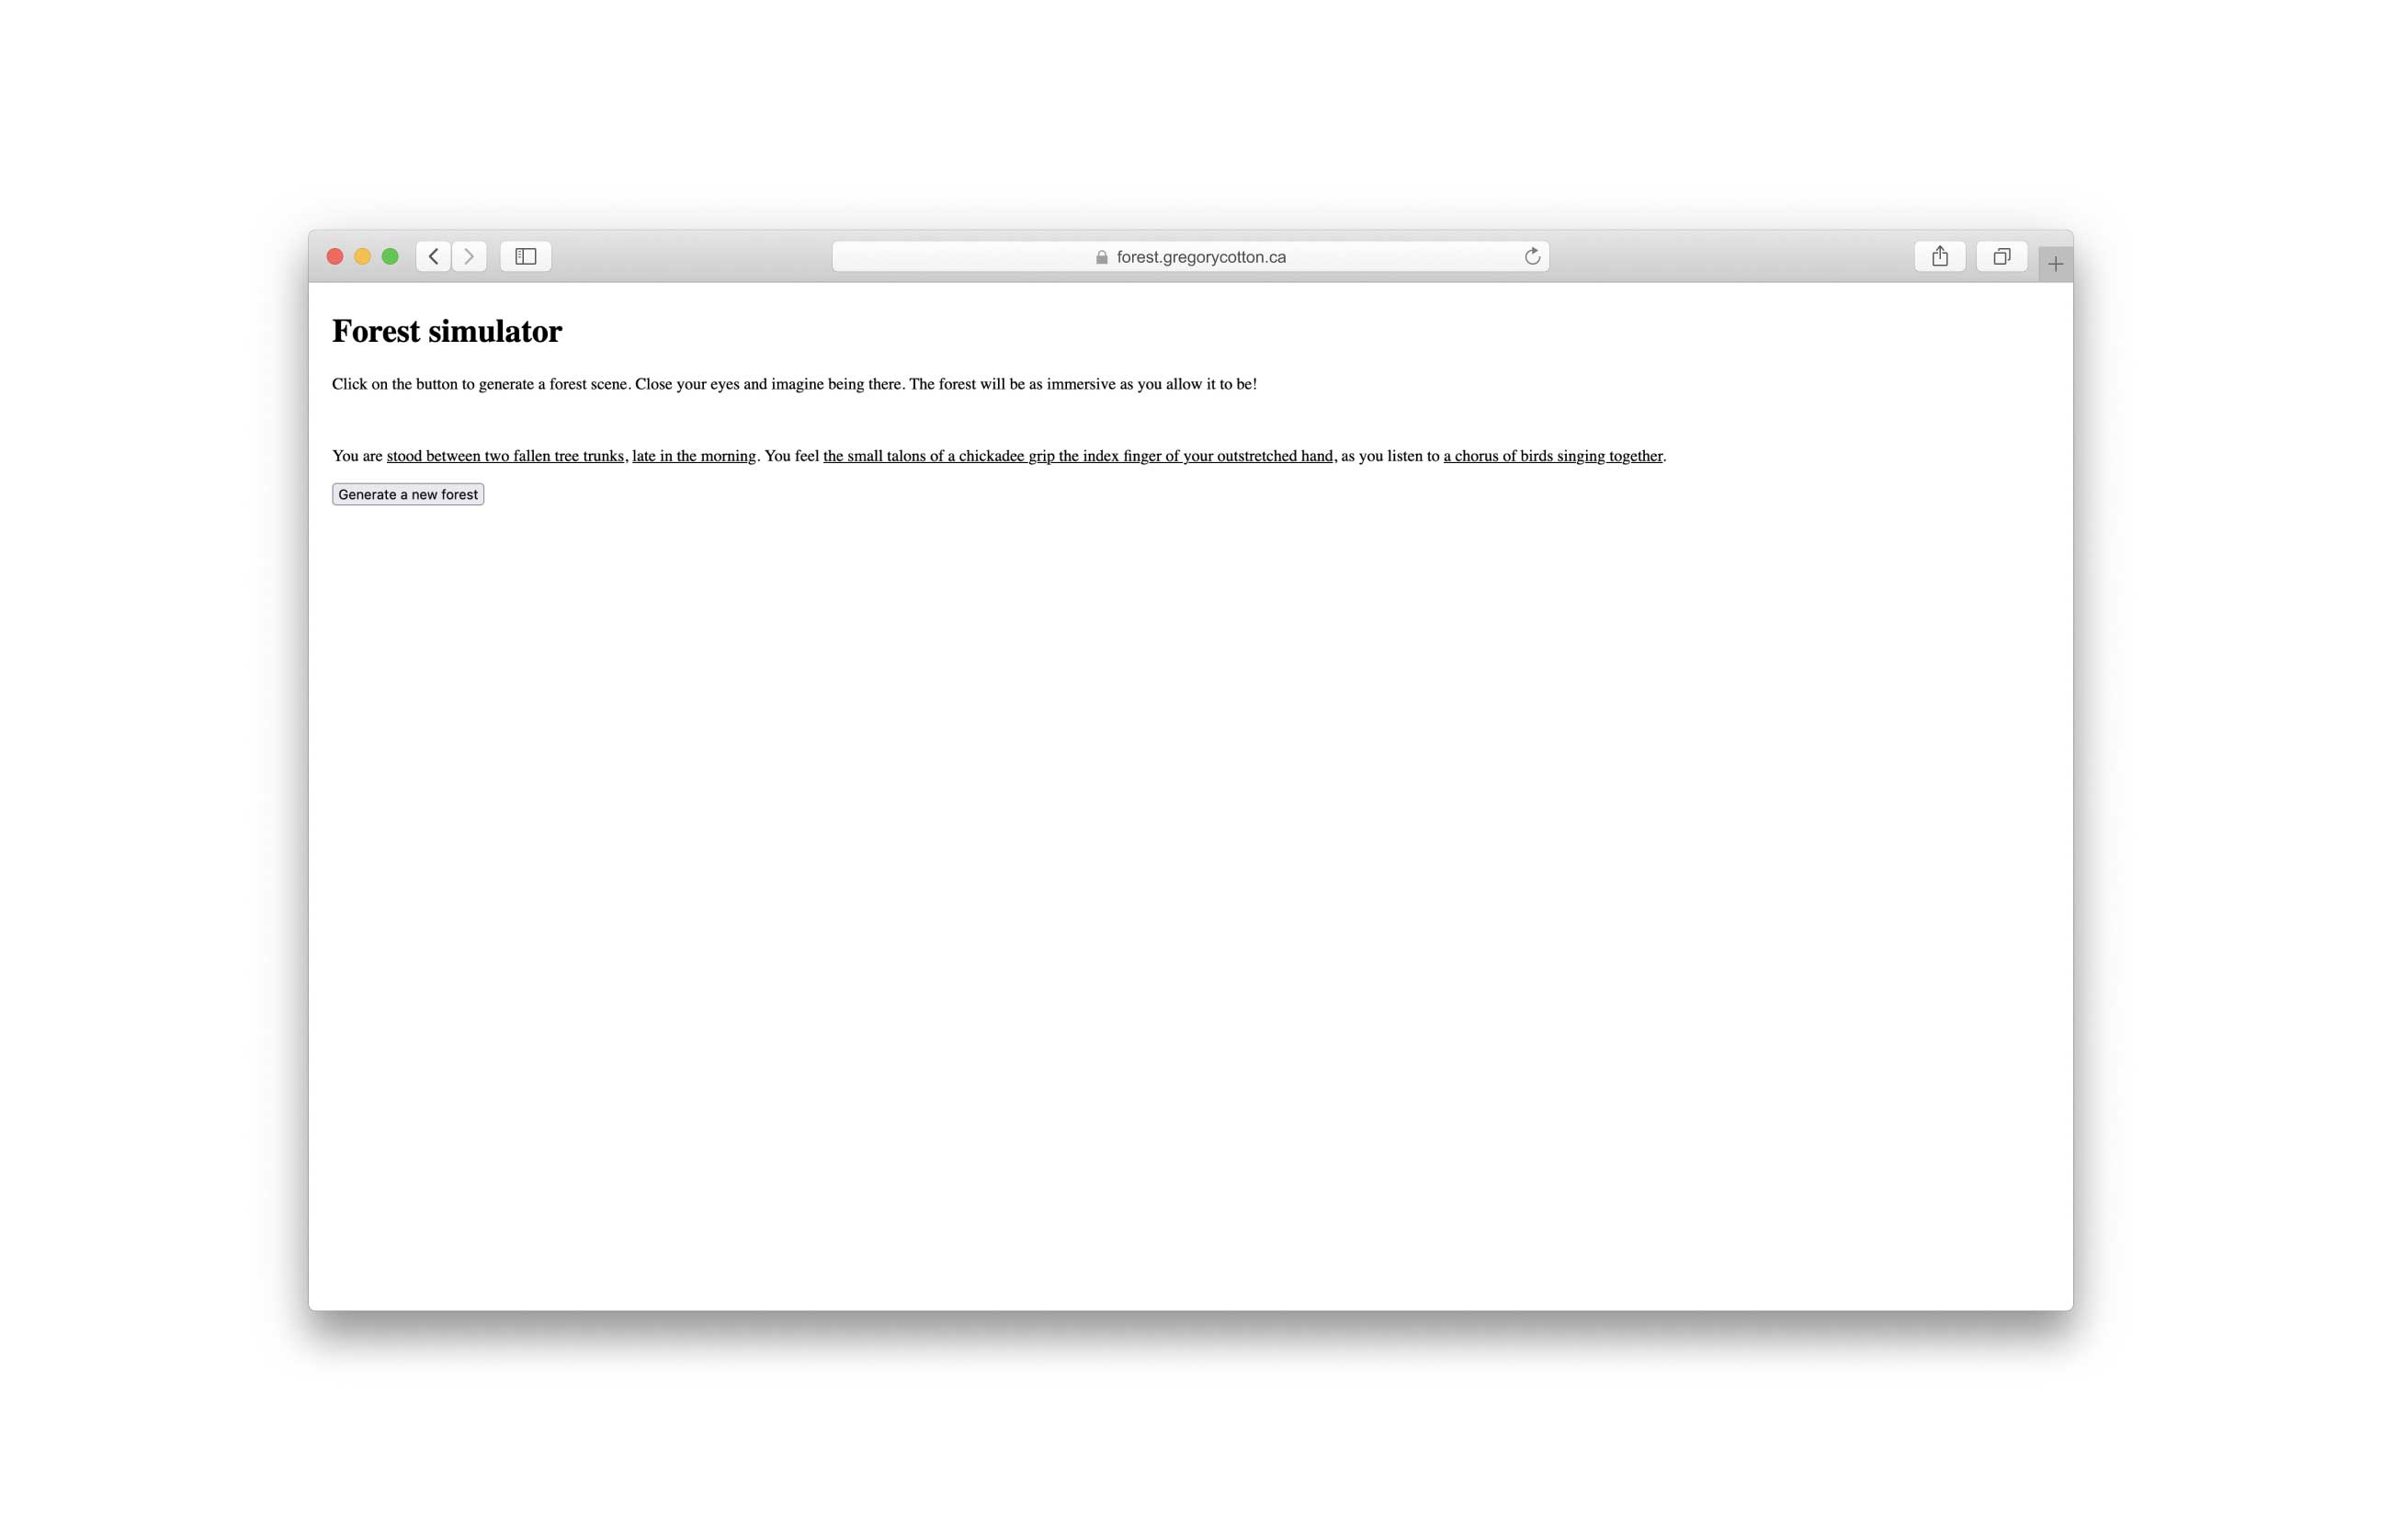 forest.gregorycotton.ca
Forest simulator
Click on the button to generate a forest scene. Close your eyes and imagine being there. The forest will be as immersive as you allow it to be!
You are stood between two fallen tree trunks, late in the morning. You feel the small talons of a chickadee grip the index finger of your outstretched hand, as you listen to a chorus of birds singing together.
Generate a new forest